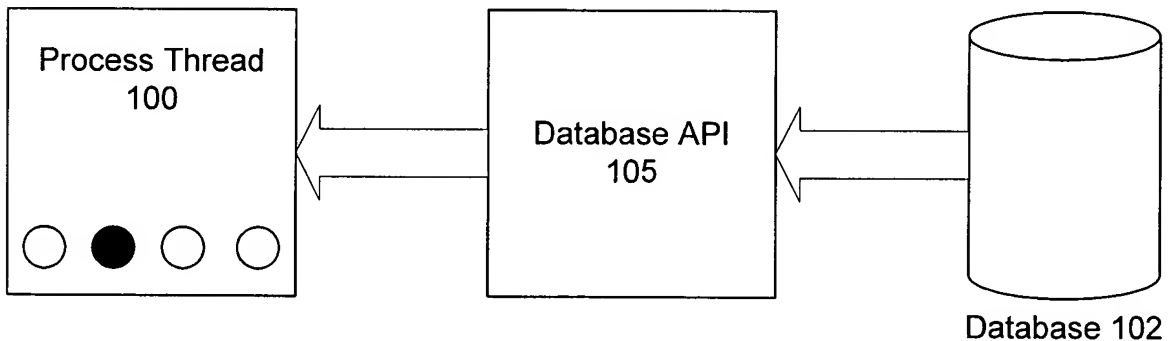 Process Thread
100
Database API
105
Database 102